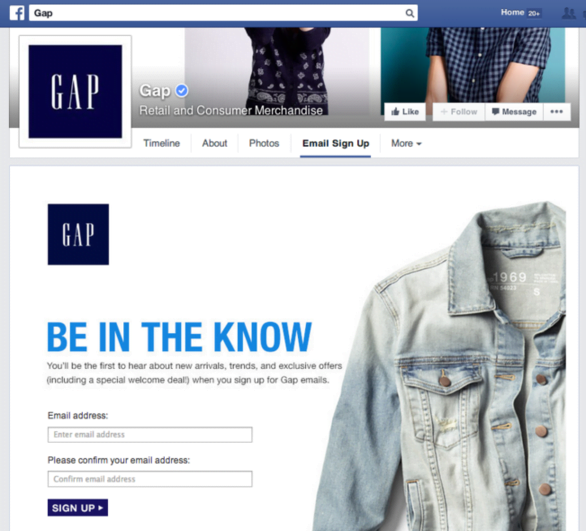 Gap
Home 20+
GAP
Gap
Retail and Consumer Merchandise
Like
Follow
Message
Timeline
About
Photos
Email Sign Up
More
GAP
1969
S
BE IN THE KNOW
You'll be the first to hear about new arrivals, trends, and exclusive offers
(including a special welcome deal!) when you sign up for Gap emails.
Email address:
Enter email address
Please confirm your email address:
Confirm email address
SIGN UP